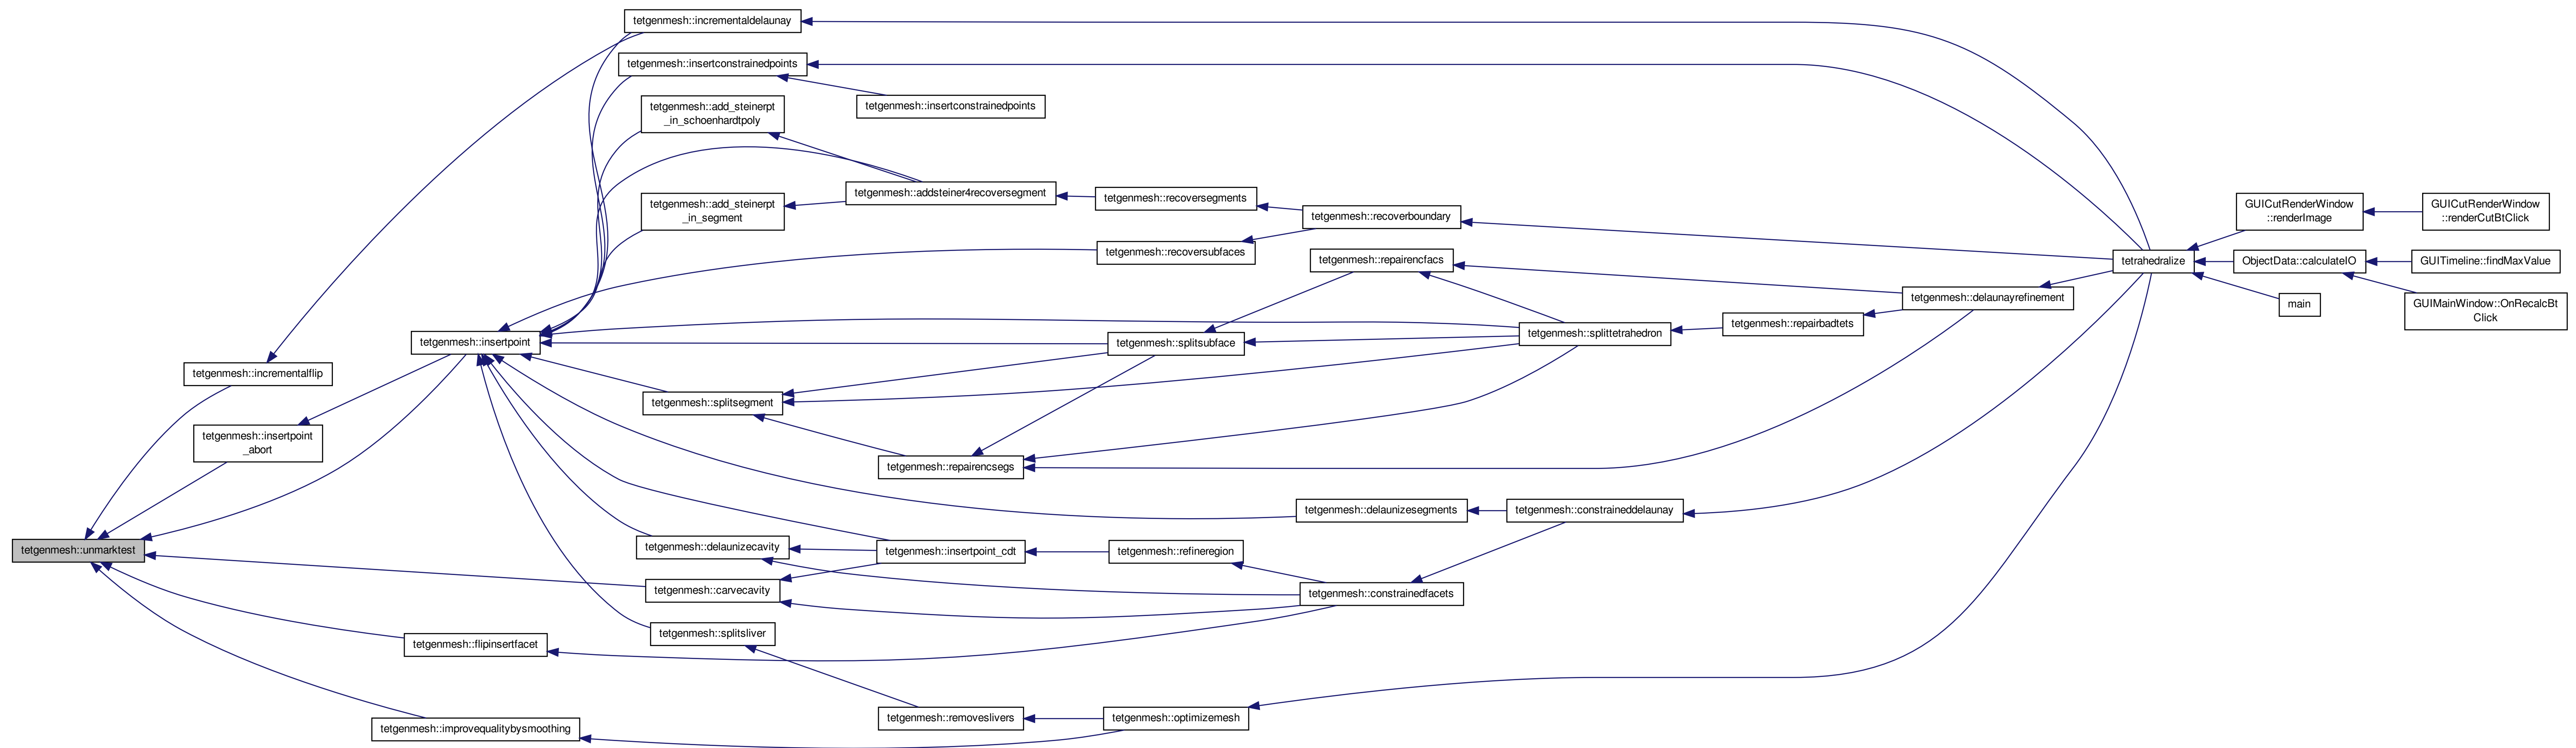 tetgenmesh::incrementaldelaunay
tetgenmesh::insertconstrainedpoints
tetgenmesh::insertconstrainedpoints
tetgenmesh::add_steinerpt
_in_schoenhardtpoly
tetgenmesh::addsteiner4recoversegment
tetgenmesh::add_steinerpt
_in_segment
tetgenmesh::recoversegments
tetgenmesh::recoverboundary
tetgenmesh::recoversubfaces
tetgenmesh::repairencfacs
GUICutRenderWindow
::renderImage
GUICutRenderWindow
::renderCutBtClick
tetrahedralize
ObjectData::calculateIO
GUITimeline::findMaxValue
tetgenmesh::delaunayrefinement
main
GUIMainWindow::OnRecalcBt
Click
tetgenmesh::insertpoint
tetgenmesh::splitsubface
tetgenmesh::splittetrahedron
tetgenmesh::repairbadtets
tetgenmesh::incrementalflip
tetgenmesh::splitsegment
tetgenmesh::insertpoint
_abort
tetgenmesh::repairencsegs
tetgenmesh::delaunizesegments
tetgenmesh::constraineddelaunay
tetgenmesh::unmarktest
tetgenmesh::delaunizecavity
tetgenmesh::insertpoint_cdt
tetgenmesh::refineregion
tetgenmesh::carvecavity
tetgenmesh::constrainedfacets
tetgenmesh::flipinsertfacet
tetgenmesh::splitsliver
tetgenmesh::improvequalitybysmoothing
tetgenmesh::removeslivers
tetgenmesh::optimizemesh